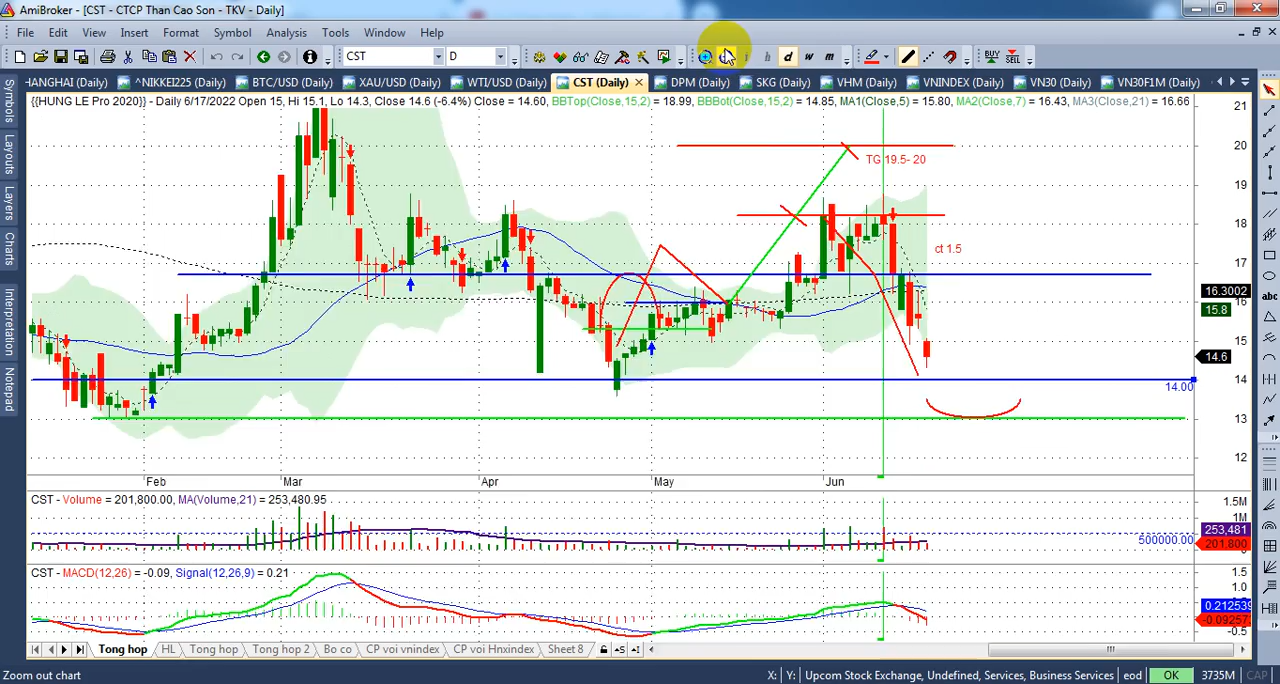 AmiBroker - [CST - CTCP Than Cao Son - TKV - Daily]
File Edit View Insert Format Symbol Analysis Tools Window Help
CST D d w m BUY SELL
HANGHAI (Daily) ^NIKKEI225 (Daily) BTC/USD (Daily) XAU/USD (Daily) WTI/USD (Daily) CST (Daily) DPM (Daily) SKG (Daily) VHM (Daily) VNINDEX (Daily) VN30 (Daily) VN30F1M (Daily)
{{HUNG LE Pro 2020}} - Daily 6/17/2022 Open 15, Hi 15.1, Lo 14.3, Close 14.6 (-6.4%) Close = 14.60, BBTop(Close,15,2) = 18.99, BBBot(Close,15,2) = 14.85, MA1(Close,5) = 15.80, MA2(Close,7) = 16.43, MA3(Close,21) = 16.66
Symbols
Layouts
Layers
Charts
Interpretation
Notepad
abc
21
20
TG 19.5- 20
19
18
ct 1.5
17
16.3002
16
15.8
15
14.6
14
14.00
13
12
Feb Mar Apr May Jun
CST - Volume = 201,800.00, MA(Volume,21) = 253,480.95
1.5M
1M
253,481
500000.00
201,800
0
CST - MACD(12,26) = -0.09, Signal(12,26,9) = 0.21
1.5
1.0
0.212539
-0.09257
-0.5
Tong hop HL Tong hop Tong hop 2 Bo co CP voi vnindex CP voi Hnxindex Sheet 8
Zoom out chart X: Y: Upcom Stock Exchange, Undefined, Services, Business Services eod OK 3735M CAP